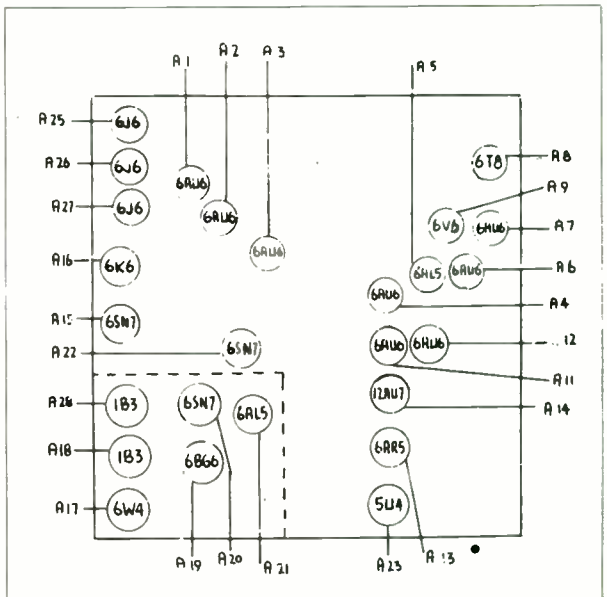 A1 A2 A3 A5
A25 6J6
A26 6J6
A27 6J6
6AU6
6AU6
6AU6
6T8 A8
A9
6V6 6AU6 A7
A16 6K6
6AL5 6AU6 A6
6AU6
A4
A15 6SN7
A22 6SN7
6AU6 6AU6 12
A11
12AU7
A14
A26 1B3 6SN7 6AL5
A18 1B3 6BG6
6AR5
A17 6W4
5U4
A19 A20 A21 A23 A13